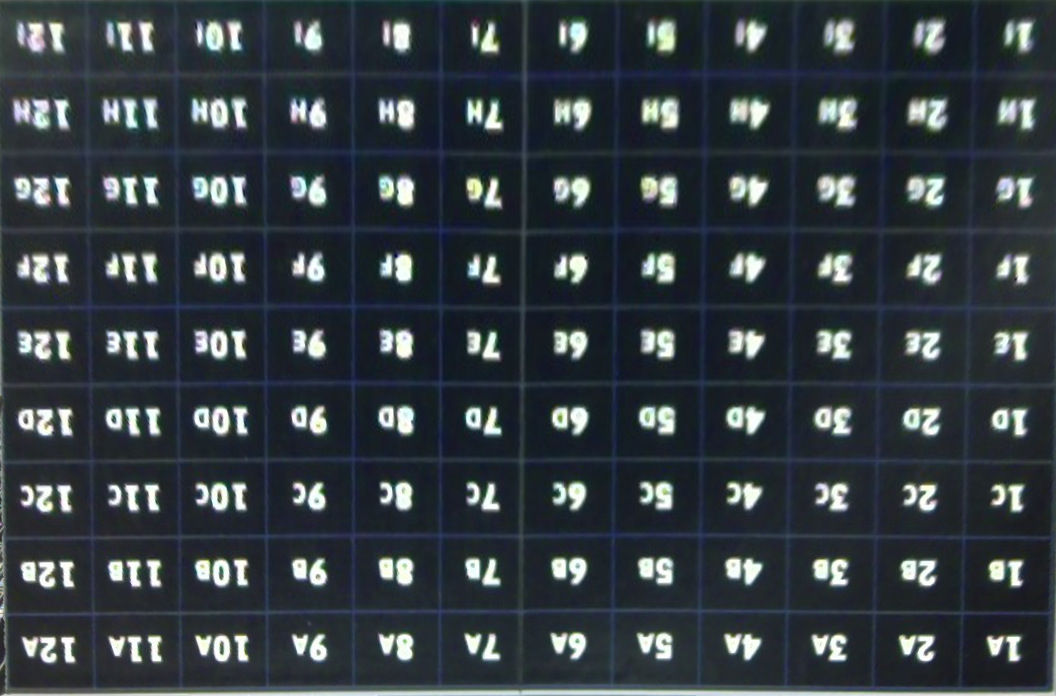 1A 2A 3A 4A 5A 6A 7A 8A 9A 10A 11A 12A
1B 2B 3B 4B 5B 6B 7B 8B 9B 10B 11B 12B
1C 2C 3C 4C 5C 6C 7C 8C 9C 10C 11C 12C
1D 2D 3D 4D 5D 6D 7D 8D 9D 10D 11D 12D
1E 2E 3E 4E 5E 6E 7E 8E 9E 10E 11E 12E
1F 2F 3F 4F 5F 6F 7F 8F 9F 10F 11F 12F
1G 2G 3G 4G 5G 6G 7G 8G 9G 10G 11G 12G
1H 2H 3H 4H 5H 6H 7H 8H 9H 10H 11H 12H
1I 2I 3I 4I 5I 6I 7I 8I 9I 10I 11I 12I